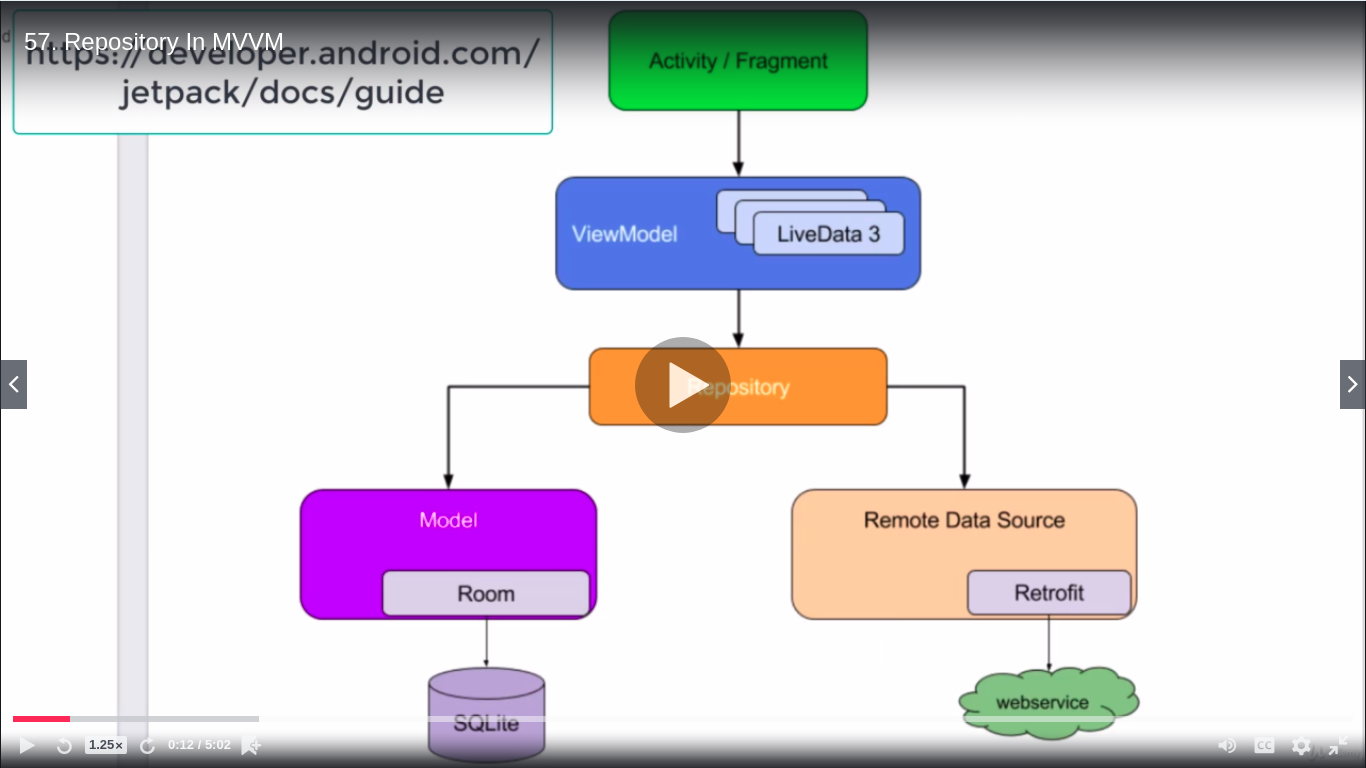 57. Repository In MVVM
https://developer.android.com/
jetpack/docs/guide
Activity / Fragment
ViewModel
LiveData 3
Repository
Model
Remote Data Source
Room
Retrofit
SQLite
webservice
1.25×
0:12 / 5:02
CC